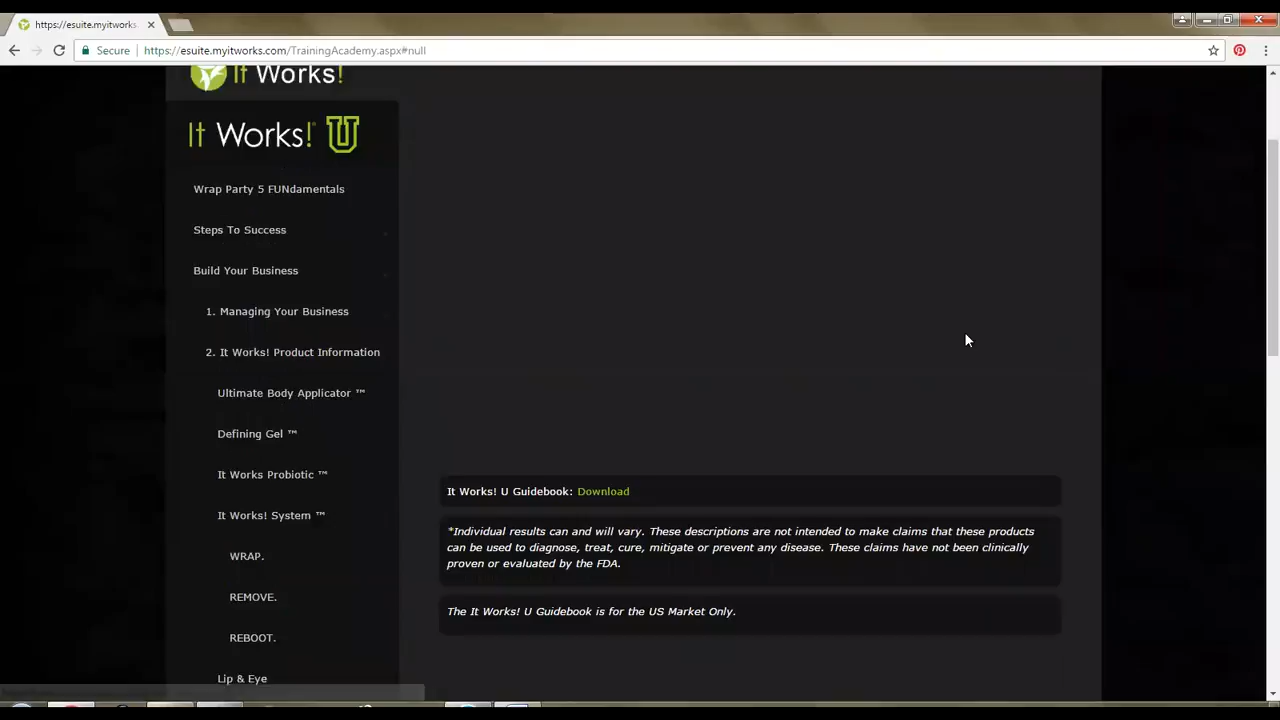 https://esuite.myitworks
Secure
https://esuite.myitworks.com/TrainingAcademy.aspx#null
It Works!
It Works! U
Wrap Party 5 FUNdamentals
Steps To Success
Build Your Business
1. Managing Your Business
2. It Works! Product Information
Ultimate Body Applicator ™
Defining Gel ™
It Works Probiotic ™
It Works! System ™
WRAP.
REMOVE.
REBOOT.
Lip & Eye
It Works! U Guidebook: Download
*Individual results can and will vary. These descriptions are not intended to make claims that these products
can be used to diagnose, treat, cure, mitigate or prevent any disease. These claims have not been clinically
proven or evaluated by the FDA.
The It Works! U Guidebook is for the US Market Only.